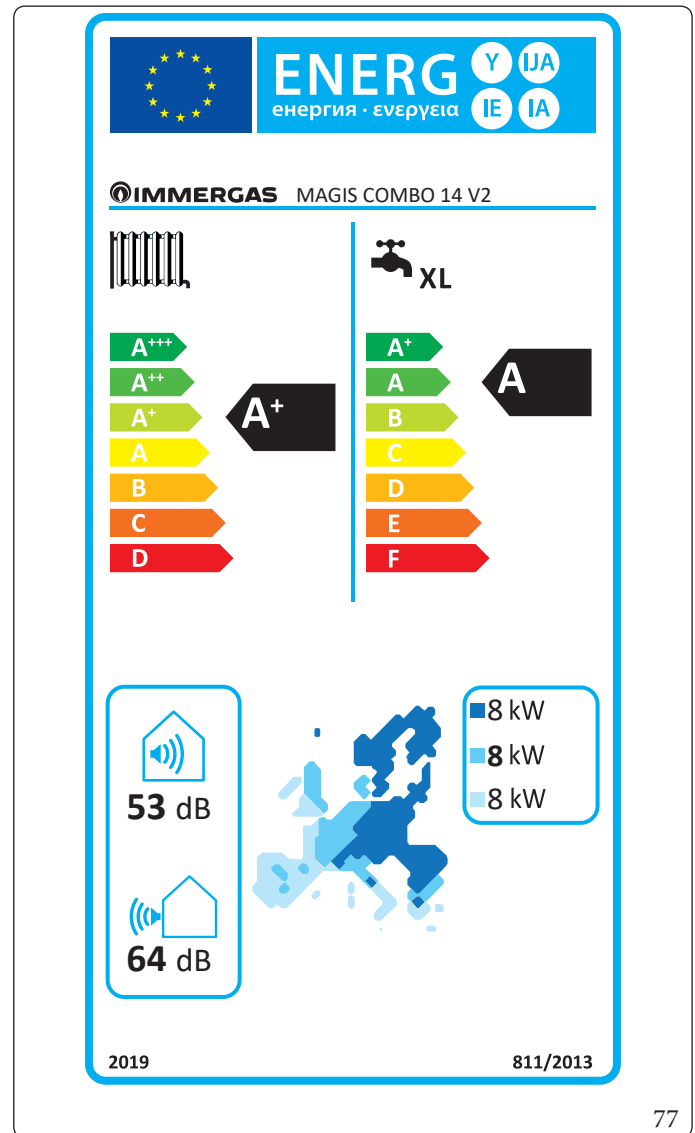 ENERG Y IJA
енергия · ενεργεια IE IA
IMMERGAS MAGIS COMBO 14 V2
XL
A+++
A++
A+
A
B
C
D
A+
A+
A
B
C
D
E
F
A
53 dB
64 dB
8 kW
8 kW
8 kW
2019 811/2013
77